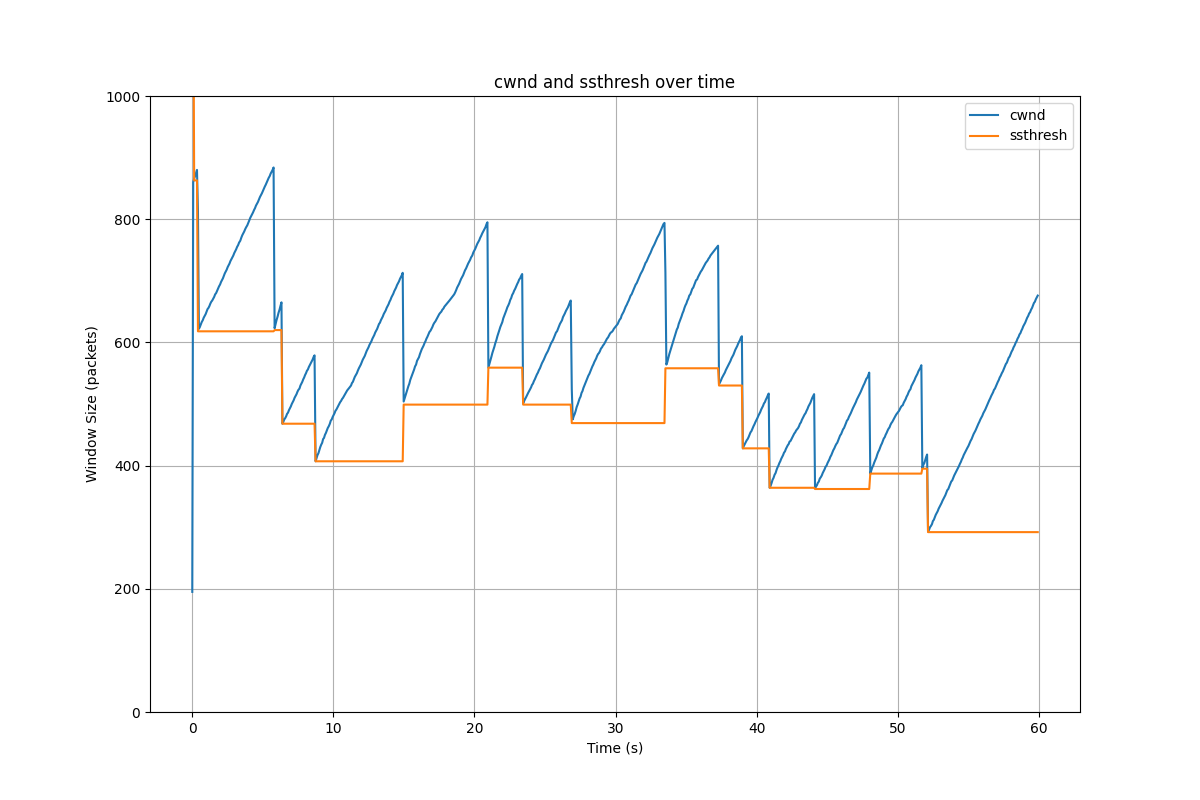 cwnd and ssthresh over time
cwnd
ssthresh
1000
800
600
400
200
0
Window Size (packets)
0 10 20 30 40 50 60
Time (s)